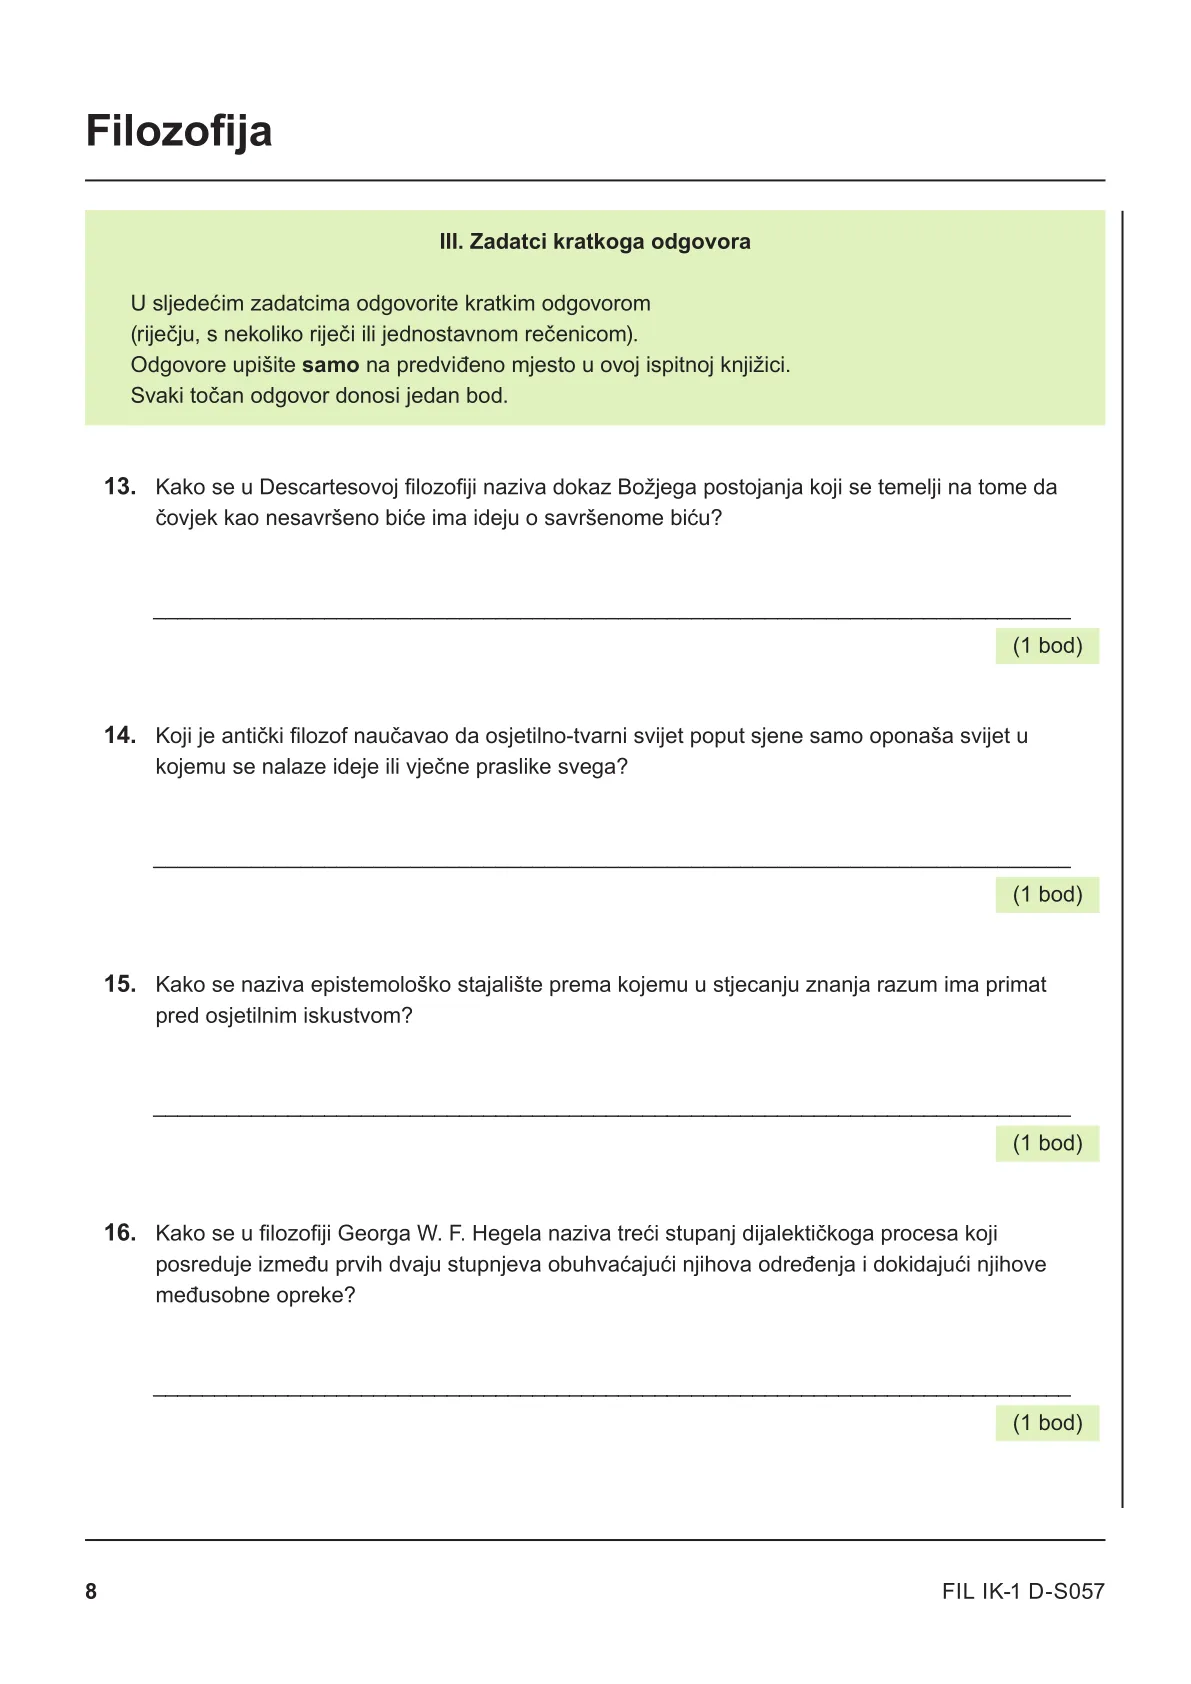 Filozofija
III. Zadatci kratkoga odgovora
U sljedećim zadatcima odgovorite kratkim odgovorom
(riječju, s nekoliko riječi ili jednostavnom rečenicom).
Odgovore upišite samo na predviđeno mjesto u ovoj ispitnoj knjižici.
Svaki točan odgovor donosi jedan bod.
13. Kako se u Descartesovoj filozofiji naziva dokaz Božjega postojanja koji se temelji na tome da
čovjek kao nesavršeno biće ima ideju o savršenome biću?
(1 bod)
14. Koji je antički filozof naučavao da osjetilno-tvarni svijet poput sjene samo oponaša svijet u
kojemu se nalaze ideje ili vječne praslike svega?
(1 bod)
15. Kako se naziva epistemološko stajalište prema kojemu u stjecanju znanja razum ima primat
pred osjetilnim iskustvom?
(1 bod)
16. Kako se u filozofiji Georga W. F. Hegela naziva treći stupanj dijalektičkoga procesa koji
posreduje između prvih dvaju stupnjeva obuhvaćajući njihova određenja i dokidajući njihove
međusobne opreke?
(1 bod)
8
FIL IK-1 D-S057